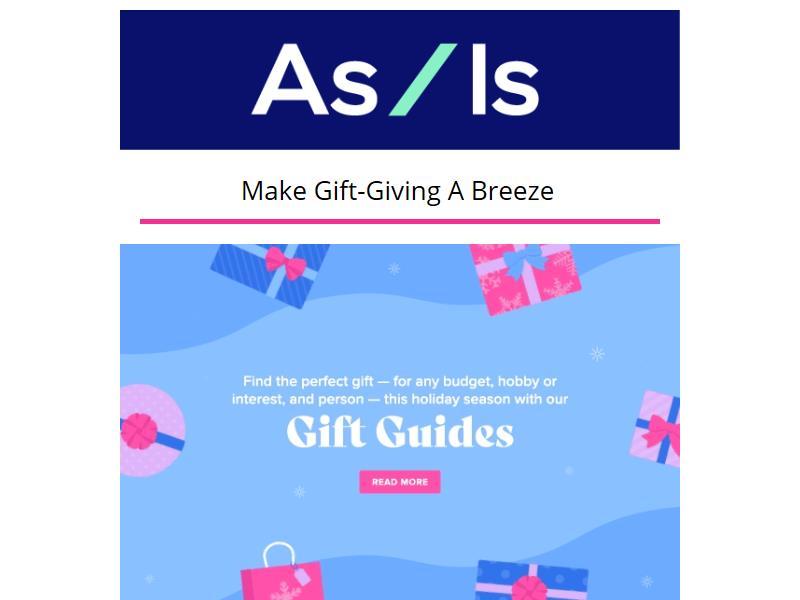 As/Is
Make Gift-Giving A Breeze
Find the perfect gift — for any budget, hobby or
interest, and person — this holiday season with our
Gift Guides
READ MORE